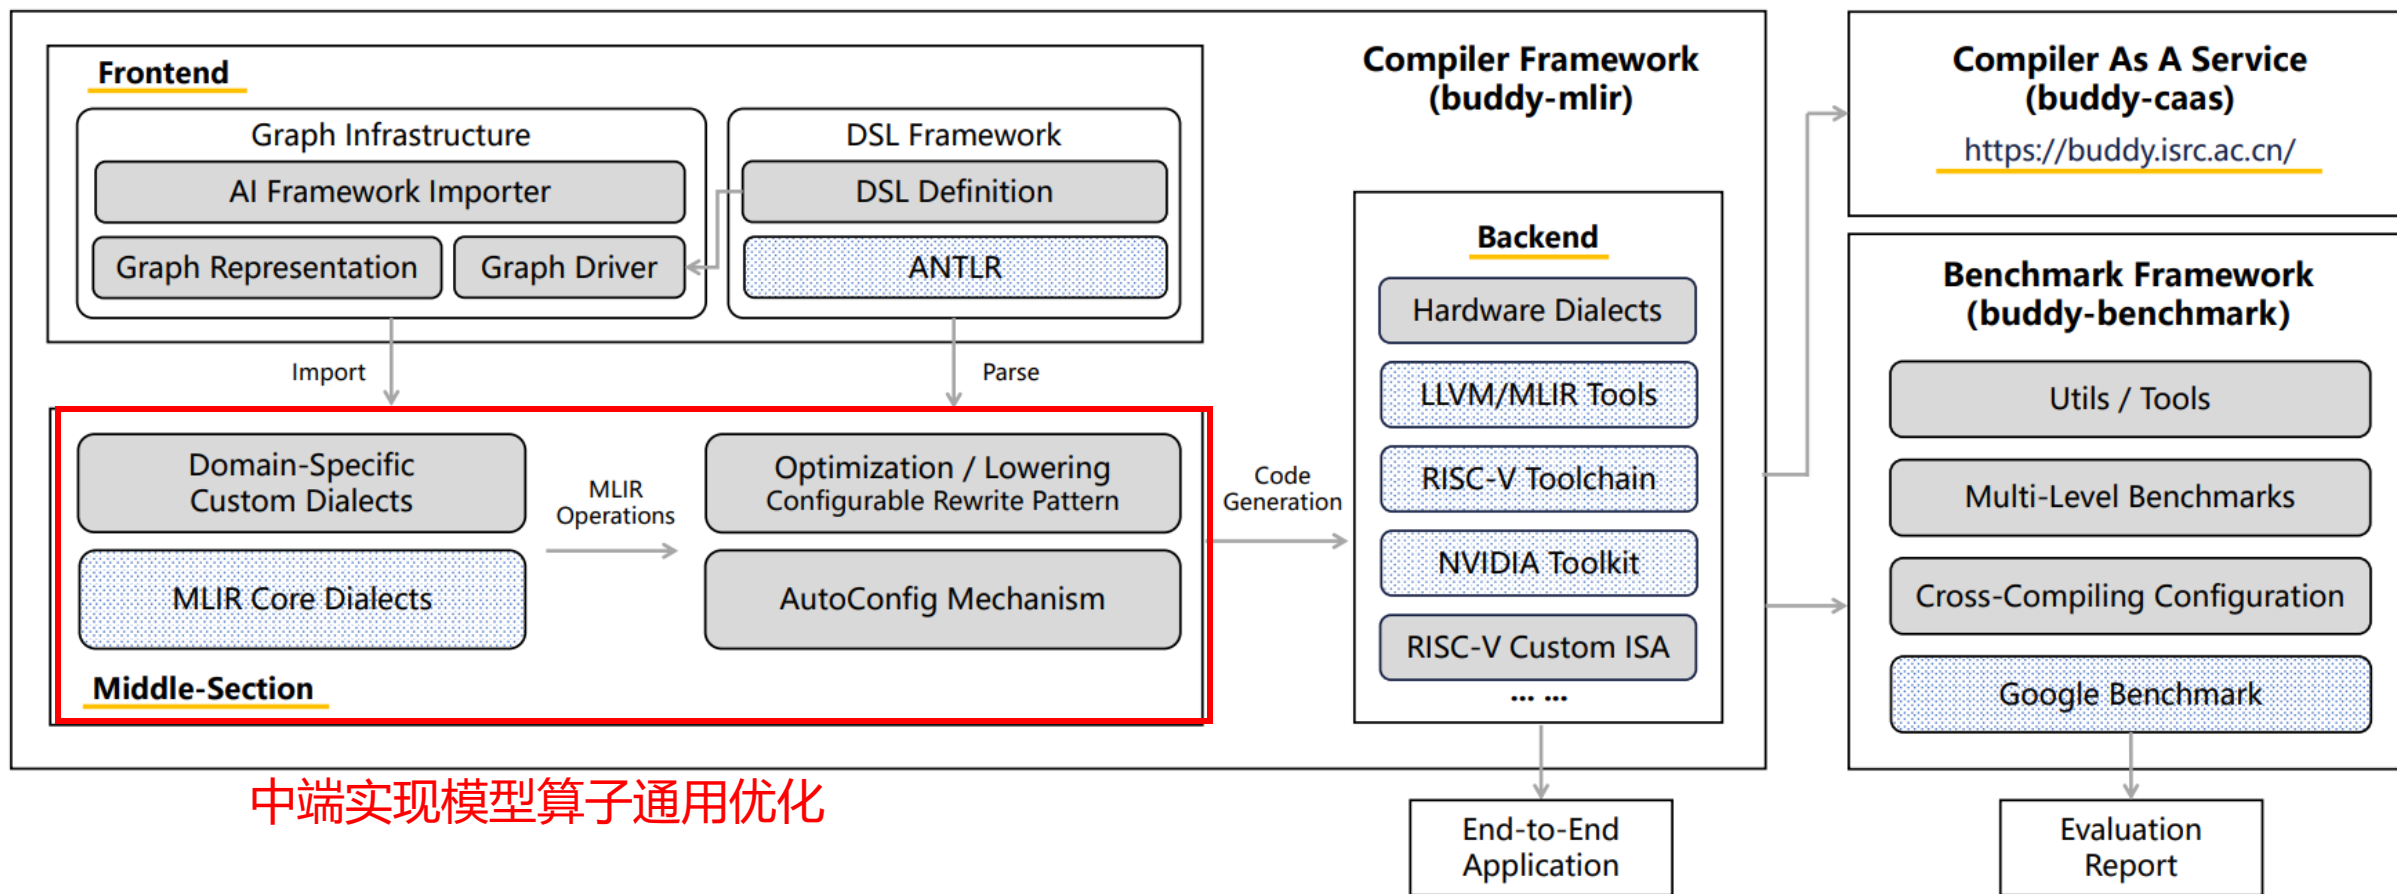 Frontend
Graph Infrastructure
AI Framework Importer
Graph Representation
Graph Driver
DSL Framework
DSL Definition
ANTLR
Import
Parse
Domain-Specific
Custom Dialects
MLIR Core Dialects
MLIR
Operations
Optimization / Lowering
Configurable Rewrite Pattern
AutoConfig Mechanism
Middle-Section
中端实现模型算子通用优化
Code
Generation
Compiler Framework
(buddy-mlir)
Backend
Hardware Dialects
LLVM/MLIR Tools
RISC-V Toolchain
NVIDIA Toolkit
RISC-V Custom ISA
... ...
End-to-End
Application
Compiler As A Service
(buddy-caas)
https://buddy.isrc.ac.cn/
Benchmark Framework
(buddy-benchmark)
Utils / Tools
Multi-Level Benchmarks
Cross-Compiling Configuration
Google Benchmark
Evaluation
Report